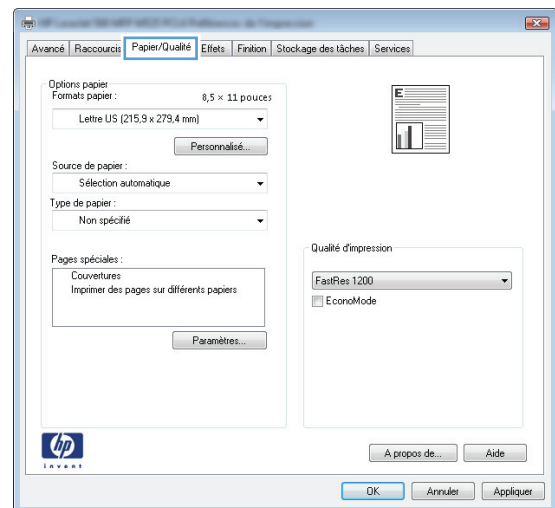 Avancé Raccourcis Papier/Qualité Effets Finition Stockage des tâches Services
Options papier
Formats papier : 8,5 × 11 pouces
Lettre US (215,9 x 279,4 mm)
Personnalisé...
Source de papier :
Sélection automatique
Type de papier :
Non spécifié
Pages spéciales :
Couvertures
Imprimer des pages sur différents papiers
Paramètres...
E
Qualité d'impression
FastRes 1200
EconoMode
hp
invent
A propos de... Aide
OK Annuler Appliquer